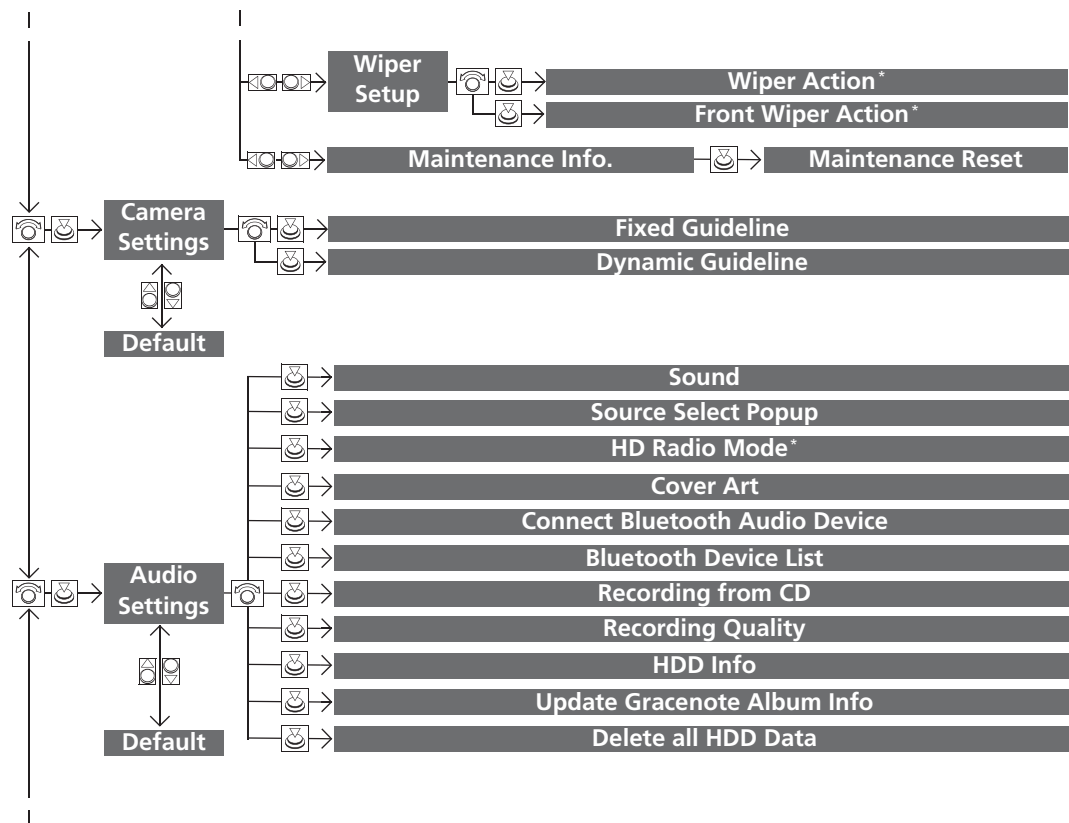 Wiper
Setup
Wiper Action*
Front Wiper Action*
Maintenance Info.
Maintenance Reset
Camera
Settings
Fixed Guideline
Dynamic Guideline
Default
Sound
Source Select Popup
HD Radio Mode*
Cover Art
Connect Bluetooth Audio Device
Bluetooth Device List
Audio
Settings
Recording from CD
Recording Quality
HDD Info
Update Gracenote Album Info
Default
Delete all HDD Data